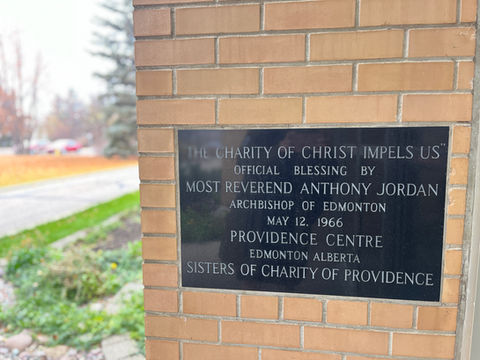 "THE CHARITY OF CHRIST IMPELS US"
OFFICIAL BLESSING BY
MOST REVEREND ANTHONY JORDAN
ARCHBISHOP OF EDMONTON
MAY 12, 1966
PROVIDENCE CENTRE
EDMONTON ALBERTA
SISTERS OF CHARITY OF PROVIDENCE